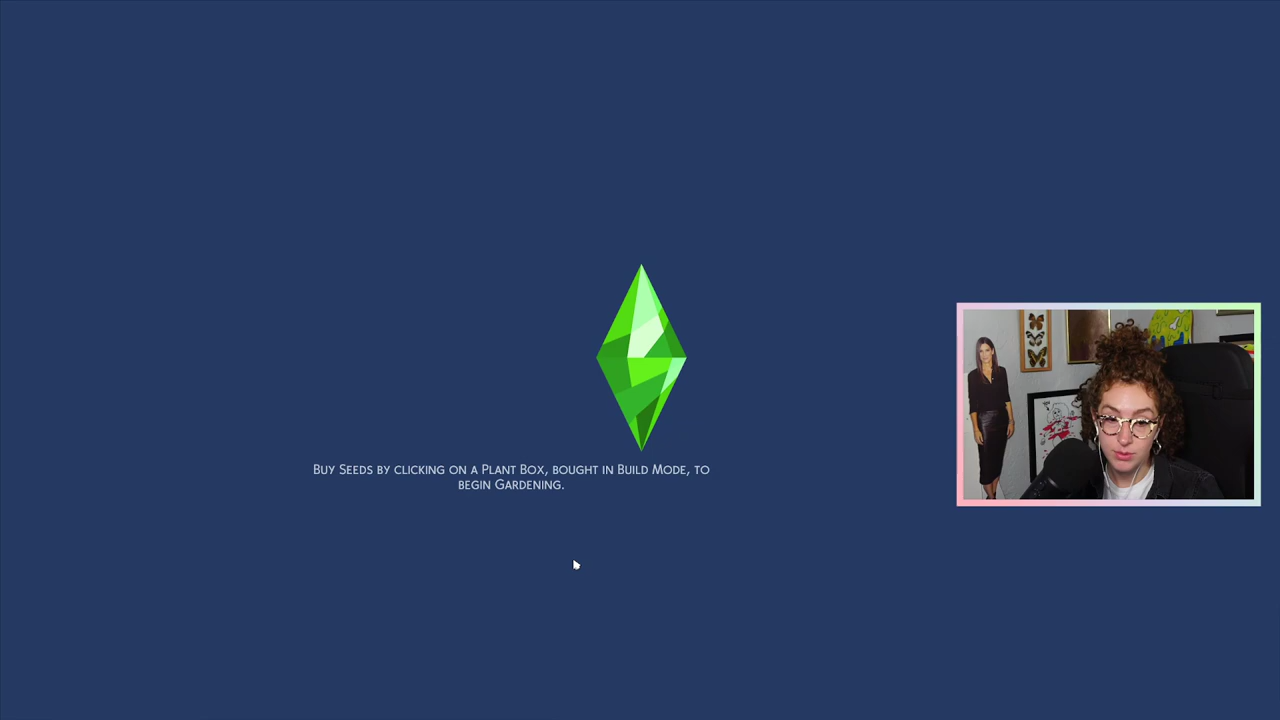 Buy Seeds by clicking on a Plant Box, bought in Build Mode, to
begin Gardening.